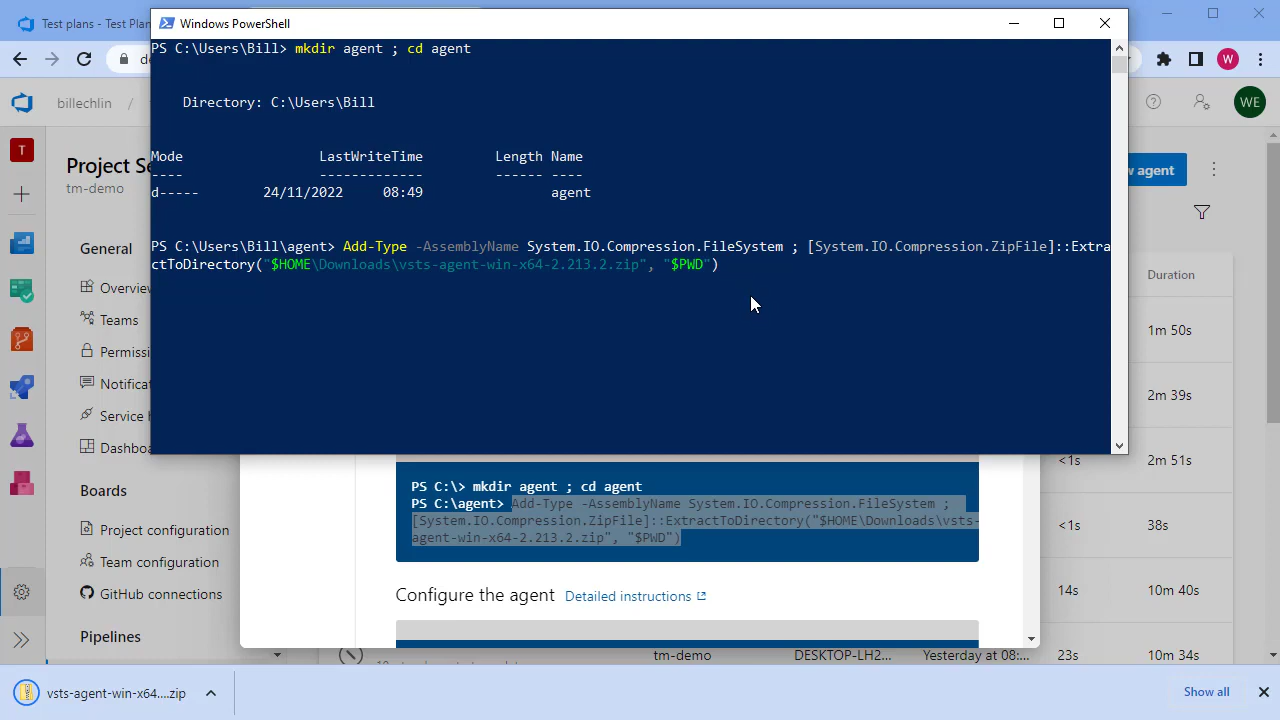 Test plans - Test Plan
Windows PowerShell
W
PS C:\Users\Bill> mkdir agent ; cd agent
Directory: C:\Users\Bill
Mode LastWriteTime Length Name
---- ------------- ------ ----
d----- 24/11/2022 08:49 agent
PS C:\Users\Bill\agent> Add-Type -AssemblyName System.IO.Compression.FileSystem ; [System.IO.Compression.ZipFile]::Extra
ctToDirectory("$HOME\Downloads\vsts-agent-win-x64-2.213.2.zip", "$PWD")
billechlin /
WE
T
Project Se
tm-demo
w agent
General
Overview
Teams
Permissi
Notificat
Service h
Dashboa
Boards
Project configuration
Team configuration
GitHub connections
Pipelines
Duration
1m 50s
2m 39s
<1s 2m 51s
<1s 38s
14s 10m 40s
PS C:\> mkdir agent ; cd agent
PS C:\agent> Add-Type -AssemblyName System.IO.Compression.FileSystem ;
[System.IO.Compression.ZipFile]::ExtractToDirectory("$HOME\Downloads\vsts-
agent-win-x64-2.213.2.zip", "$PWD")
Configure the agent Detailed instructions
tm-demo DESKTOP-LH2... Yesterday at 08:... 23s 10m 34s
vsts-agent-win-x64....zip
Show all